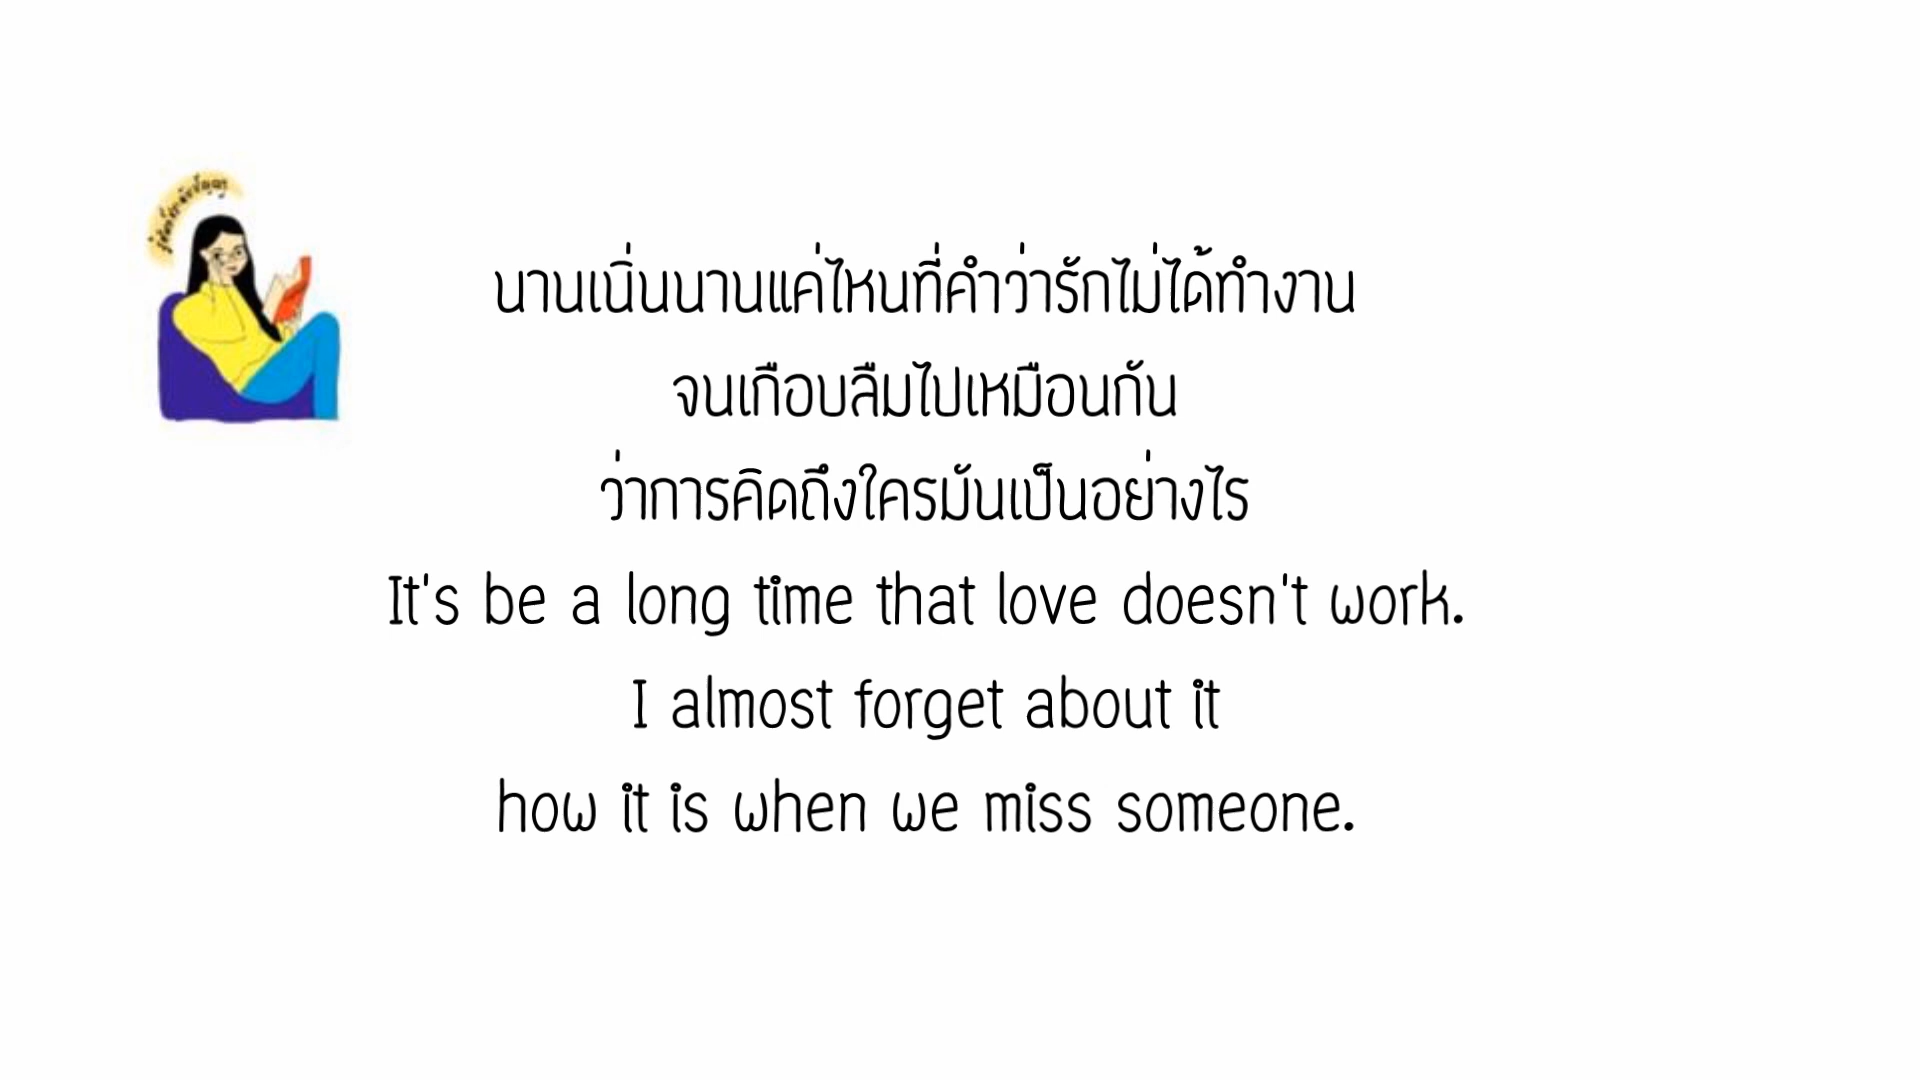 นานเนิ่นนานแค่ไหนที่คำว่ารักไม่ได้ทำงาน
จนเกือบลืมไปเหมือนกัน
ว่าการคิดถึงใครมันเป็นอย่างไร
It's be a long time that love doesn't work.
I almost forget about it
how it is when we miss someone.